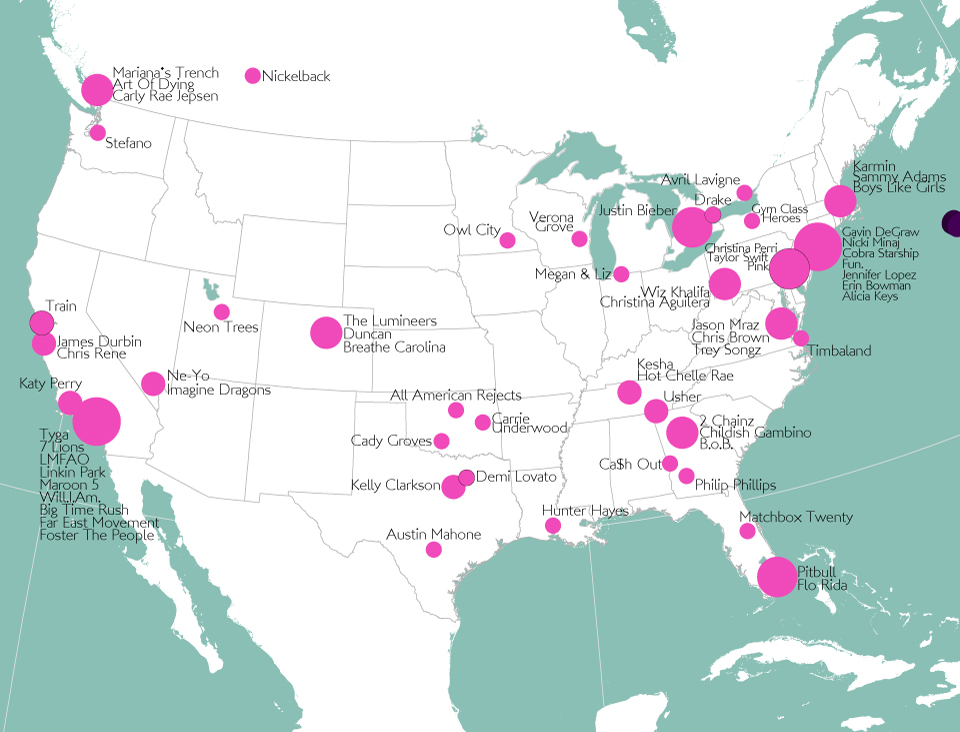 Mariana's Trench
Art Of Dying
Carly Rae Jepsen
Nickelback
Stefano
Avril Lavigne
Drake
Justin Bieber
Gym Class
Heroes
Karmin
Sammy Adams
Boys Like Girls
Verona
Grove
Owl City
Megan & Liz
Christina Perri
Taylor Swift
Pink
Gavin DeGraw
Nicki Minaj
Cobra Starship
Fun.
Jennifer Lopez
Erin Bowman
Alicia Keys
Wiz Khalifa
Christina Aguilera
Train
James Durbin
Chris Rene
Neon Trees
The Lumineers
Duncan
Breathe Carolina
Jason Mraz
Chris Brown
Trey Songz
Timbaland
Katy Perry
Ne-Yo
Imagine Dragons
Kesha
Hot Chelle Rae
Usher
All American Rejects
Carrie
Underwood
Cady Groves
2 Chainz
Childish Gambino
B.o.B.
Tyga
7 Lions
LMFAO
Linkin Park
Maroon 5
Will.I.Am.
Big Time Rush
Far East Movement
Foster The People
Ca$h Out
Philip Phillips
Kelly Clarkson
Demi Lovato
Hunter Hayes
Austin Mahone
Matchbox Twenty
Pitbull
Flo Rida